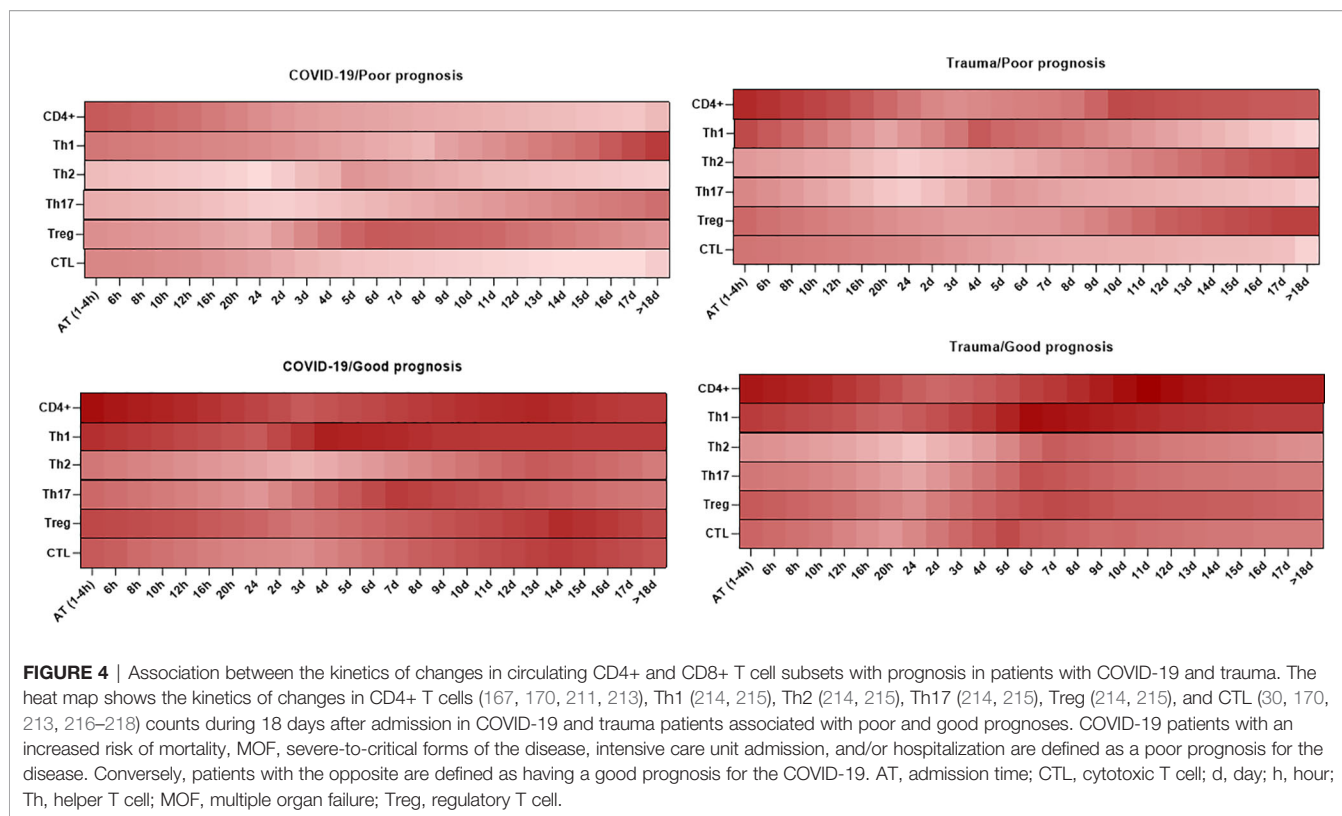 COVID-19/Poor prognosis
CD4+
Th1
Th2
Th17
Treg
CTL
AT (1-4h) 6h 8h 10h 12h 16h 20h 24 2d 3d 4d 5d 6d 7d 8d 9d 10d 11d 12d 13d 14d 15d 16d 17d >18d
Trauma/Poor prognosis
CD4+
Th1
Th2
Th17
Treg
CTL
AT (1-4h) 6h 8h 10h 12h 16h 20h 24 2d 3d 4d 5d 6d 7d 8d 9d 10d 11d 12d 13d 14d 15d 16d 17d >18d
COVID-19/Good prognosis
CD4+
Th1
Th2
Th17
Treg
CTL
AT (1-4h) 6h 8h 10h 12h 16h 20h 24 2d 3d 4d 5d 6d 7d 8d 9d 10d 11d 12d 13d 14d 15d 16d 17d >18d
Trauma/Good prognosis
CD4+
Th1
Th2
Th17
Treg
CTL
AT (1-4h) 6h 8h 10h 12h 16h 20h 24 2d 3d 4d 5d 6d 7d 8d 9d 10d 11d 12d 13d 14d 15d 16d 17d >18d
FIGURE 4 | Association between the kinetics of changes in circulating CD4+ and CD8+ T cell subsets with prognosis in patients with COVID-19 and trauma. The
heat map shows the kinetics of changes in CD4+ T cells (167, 170, 211, 213), Th1 (214, 215), Th2 (214, 215), Th17 (214, 215), Treg (214, 215), and CTL (30, 170,
213, 216–218) counts during 18 days after admission in COVID-19 and trauma patients associated with poor and good prognoses. COVID-19 patients with an
increased risk of mortality, MOF, severe-to-critical forms of the disease, intensive care unit admission, and/or hospitalization are defined as a poor prognosis for the
disease. Conversely, patients with the opposite are defined as having a good prognosis for the COVID-19. AT, admission time; CTL, cytotoxic T cell; d, day; h, hour;
Th, helper T cell; MOF, multiple organ failure; Treg, regulatory T cell.